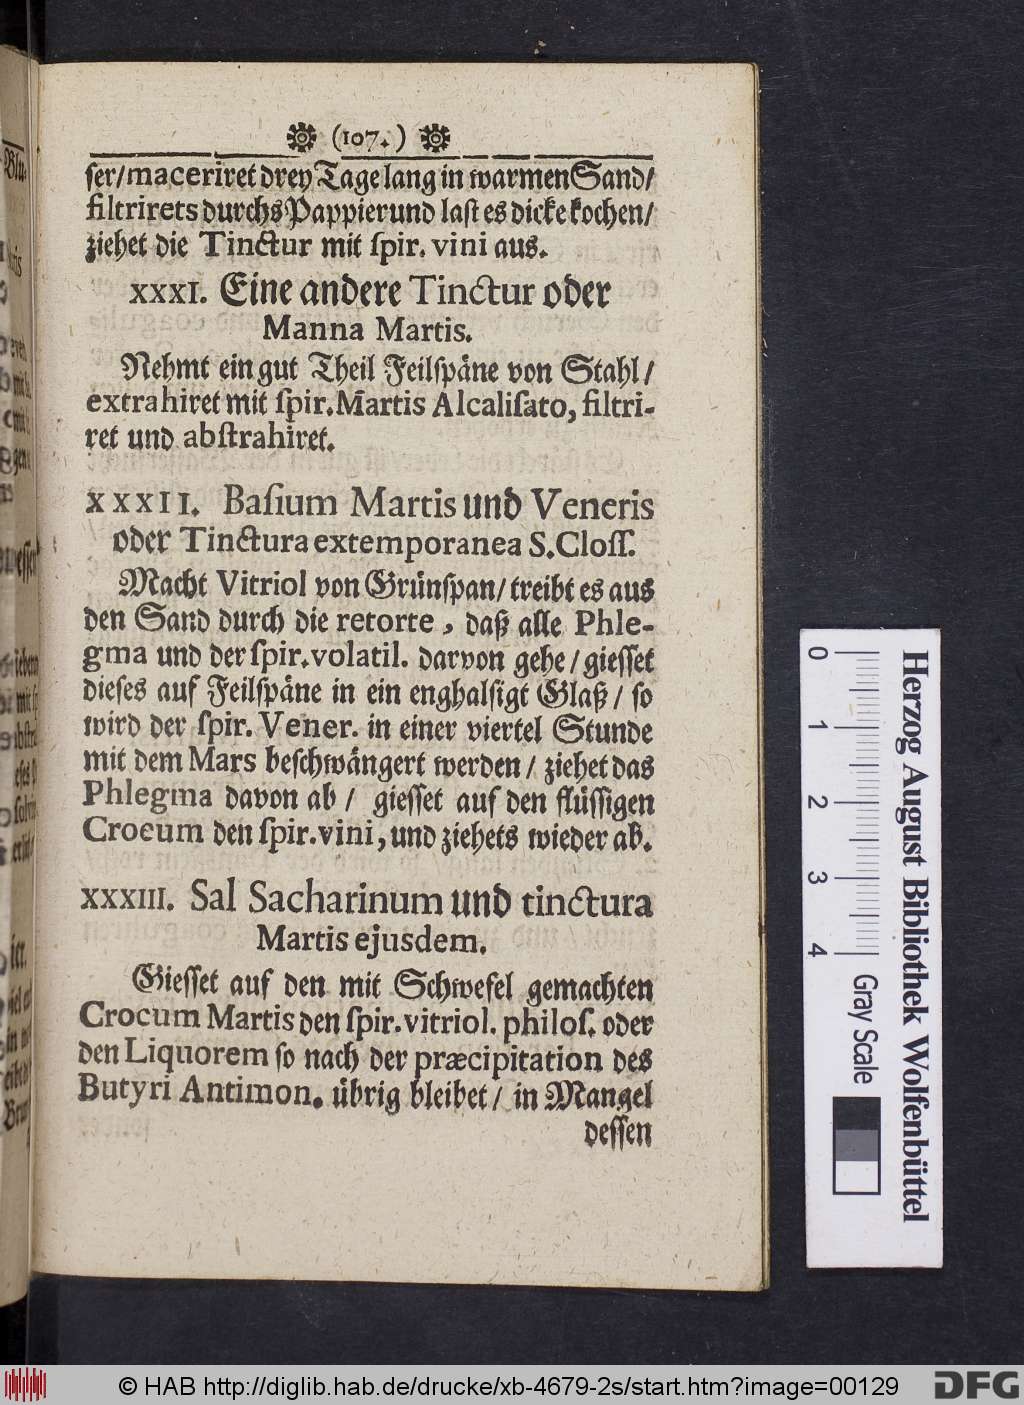 (107.)
ser/maceriret drey Tage lang in warmen Sand/
filtrirets durchs Pappier und last es dicke kochen/
ziehet die Tinctur mit spir. vini aus.
XXXI. Eine andere Tinctur oder
Manna Martis.
Nehmt ein gut Theil Feilspäne von Stahl/
extrahiret mit spir. Martis Alcalisato, filtri-
ret und abstrahiret.
XXXII. Basium Martis und Veneris
oder Tinctura extemporanea S. Closs.
Macht Vitriol von Grünspan/ treibt es aus
den Sand durch die retorte, daß alle Phle-
gma und der spir. volatil. darvon gehe/ giesset
dieses auf Feilspäne in ein enghalsigt Glaß/ so
wird der spir. Vener. in einer viertel Stunde
mit dem Mars beschwängert werden/ ziehet das
Phlegma davon ab/ giesset auf den flüssigen
Crocum den spir. vini, und ziehets wieder ab.
XXXIII. Sal Sacharinum und tinctura
Martis ejusdem.
Giesset auf den mit Schwefel gemachten
Crocum Martis den spir. vitriol. philos. oder
den Liquorem so nach der præcipitation des
Butyri Antimon. übrig bleibet/ in Mangel
dessen
Herzog August Bibliothek Wolfenbüttel
0 1 2 3 4 Gray Scale
© HAB http://diglib.hab.de/drucke/xb-4679-2s/start.htm?image=00129
DFG